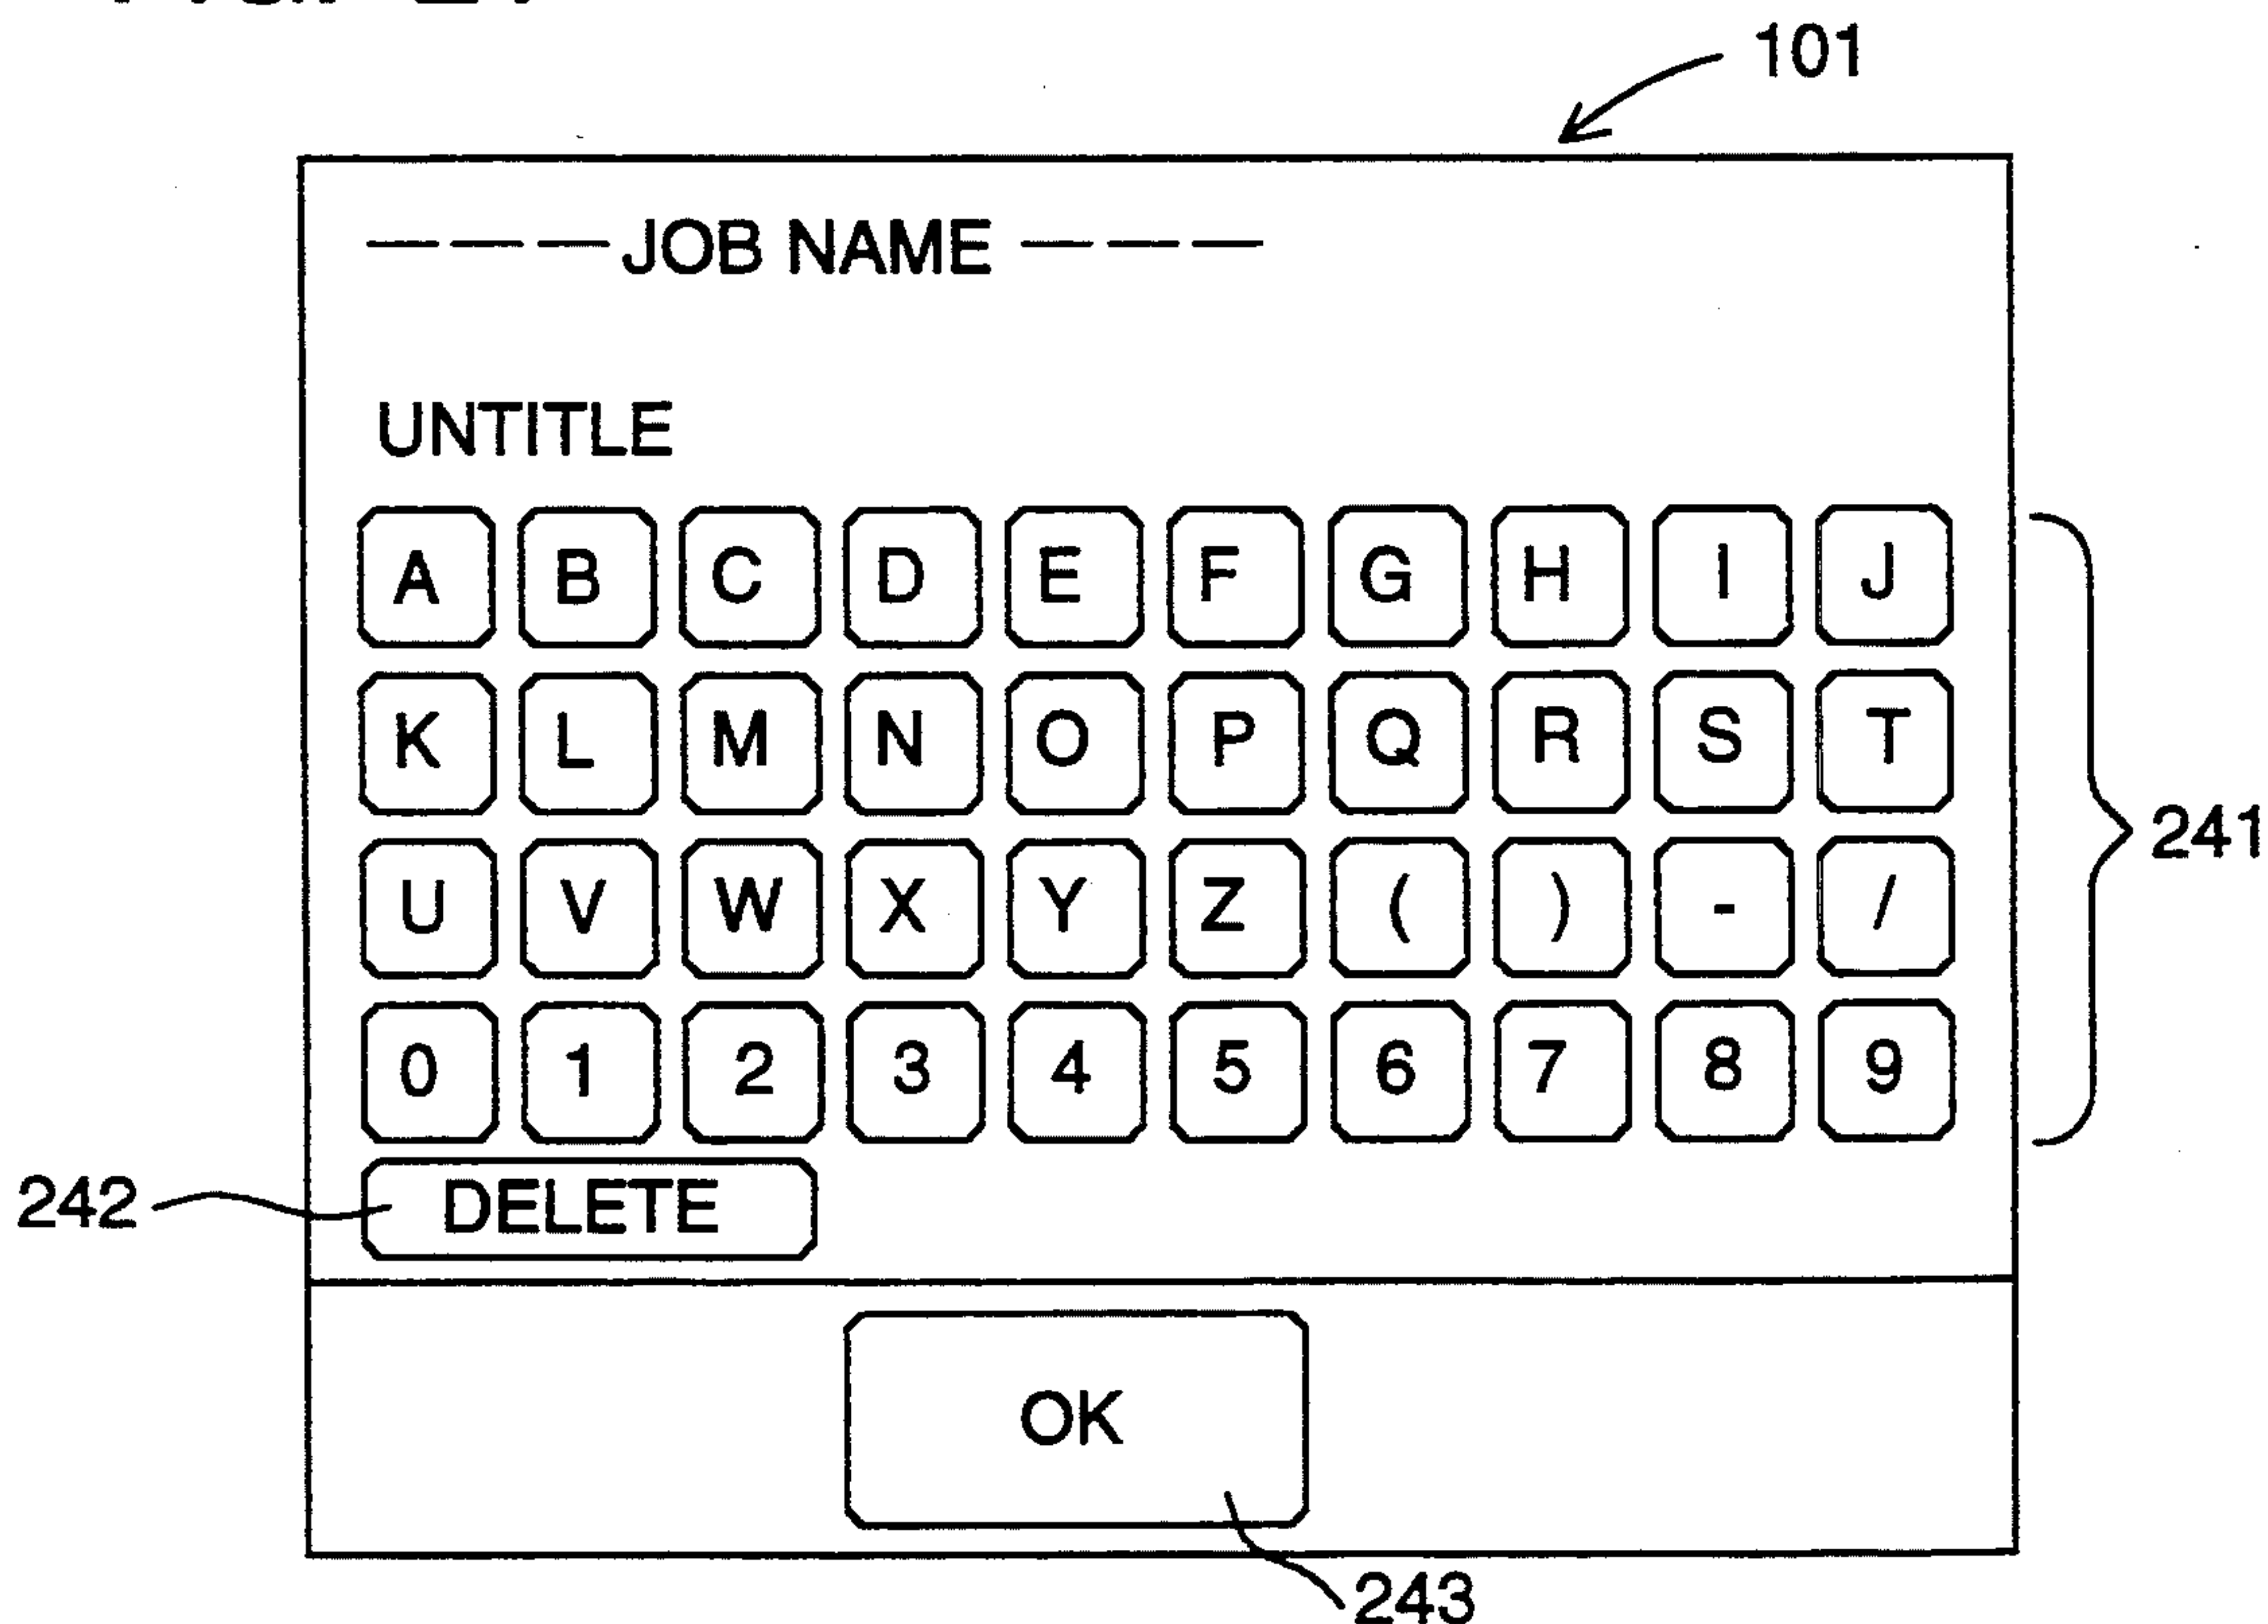 101
— — — JOB NAME — — —
UNTITLE
A B C D E F G H I J
K L M N O P Q R S T
241
U V W X Y Z ( ) - /
0 1 2 3 4 5 6 7 8 9
242 DELETE
OK
243